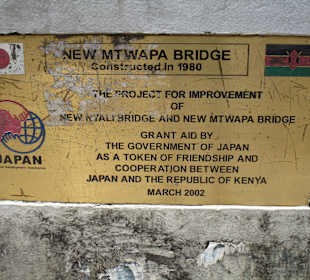 NEW MTWAPA BRIDGE
Constructed in 1980
THE PROJECT FOR IMPROVEMENT
OF
NEW NYALI BRIDGE AND NEW MTWAPA BRIDGE
GRANT AID BY
THE GOVERNMENT OF JAPAN
AS A TOKEN OF FRIENDSHIP AND
COOPERATION BETWEEN
JAPAN AND THE REPUBLIC OF KENYA
MARCH 2002
JAPAN